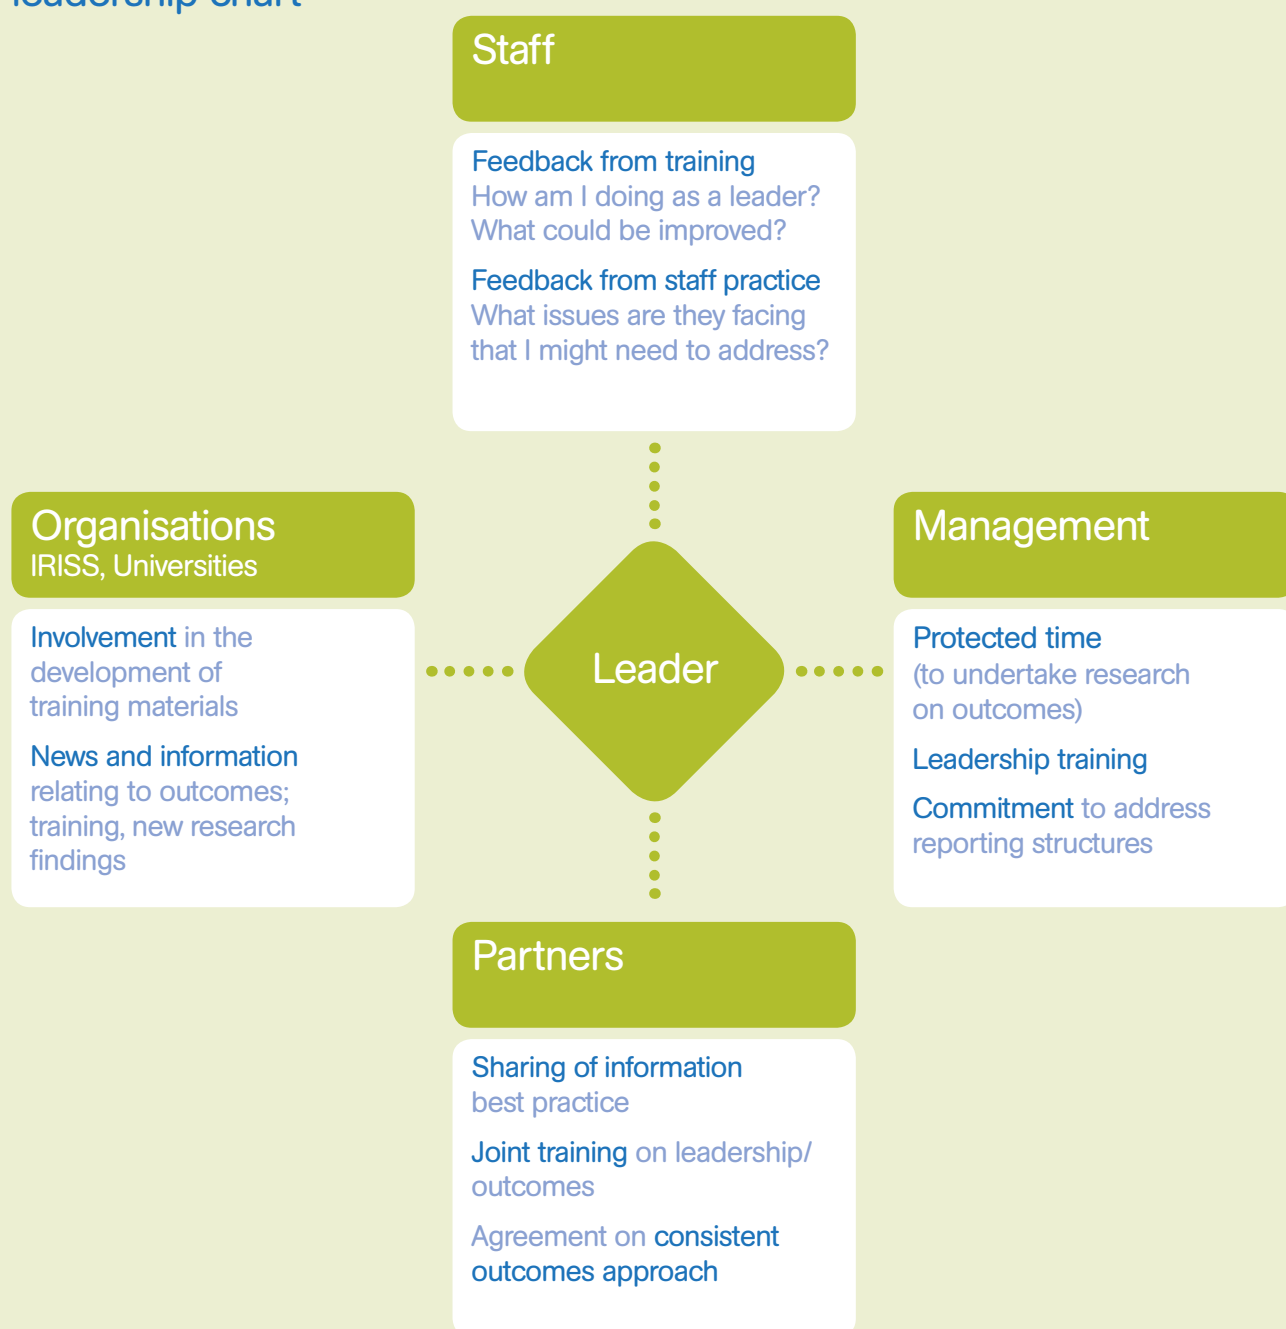 leadership chart
Staff
Feedback from training
How am I doing as a leader?
What could be improved?
Feedback from staff practice
What issues are they facing
that I might need to address?
Organisations
IRISS, Universities
Involvement in the
development of
training materials
News and information
relating to outcomes;
training, new research
findings
Leader
Management
Protected time
(to undertake research
on outcomes)
Leadership training
Commitment to address
reporting structures
Partners
Sharing of information
best practice
Joint training on leadership/
outcomes
Agreement on consistent
outcomes approach